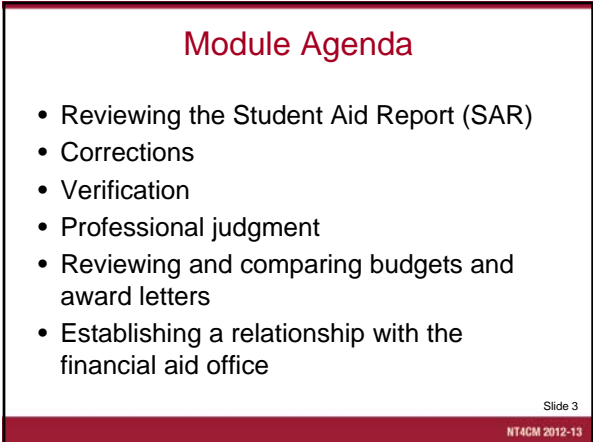 Module Agenda
• Reviewing the Student Aid Report (SAR)
• Corrections
• Verification
• Professional judgment
• Reviewing and comparing budgets and
award letters
• Establishing a relationship with the
financial aid office
Slide 3
NT4CM 2012-13